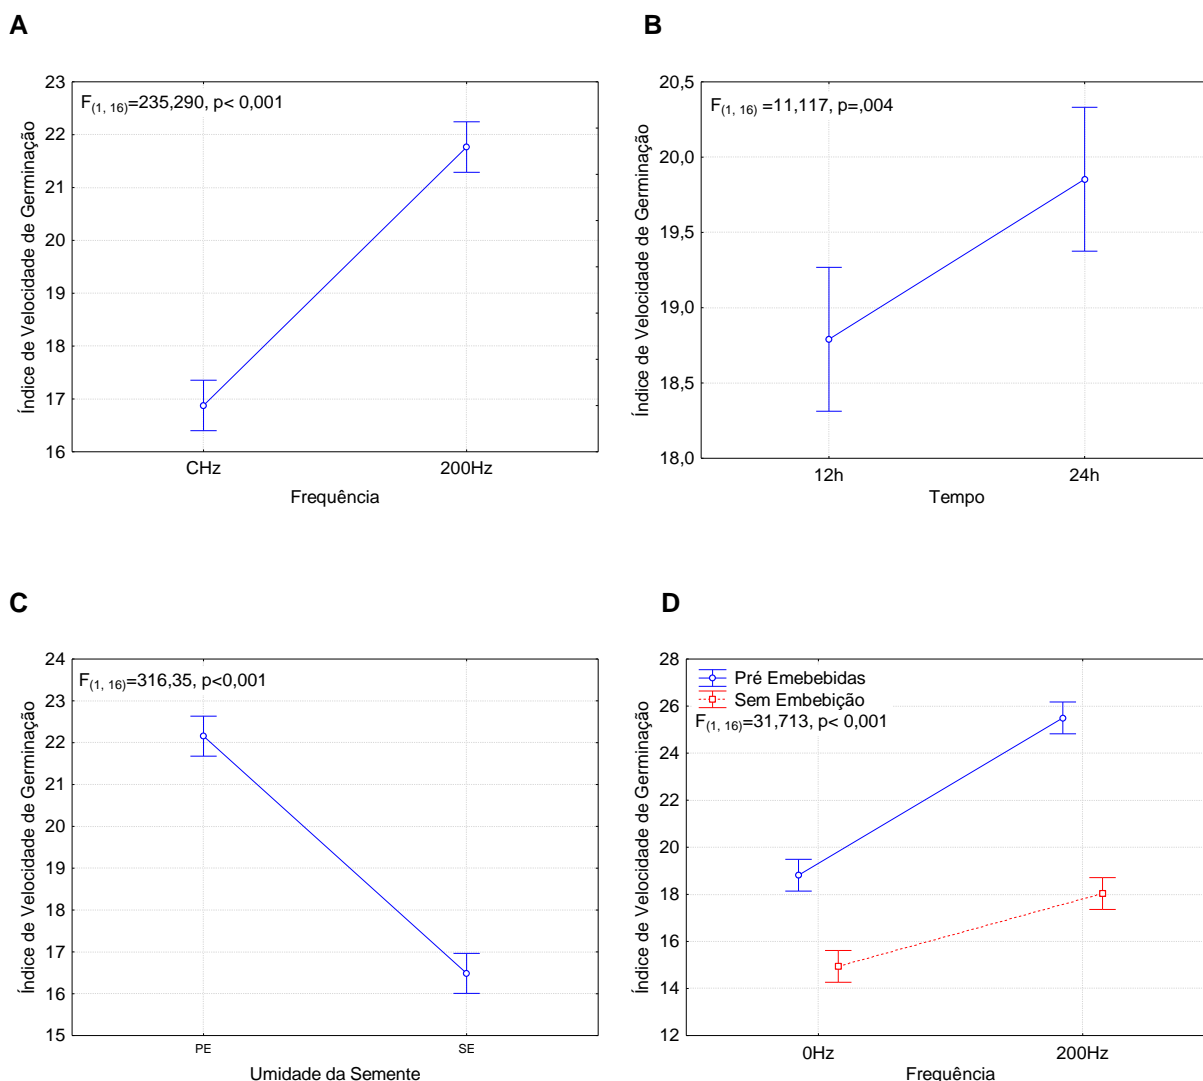 A
Índice de Velocidade de Germinação
23
22
21
20
19
18
17
16
F(1, 16)=235,290, p< 0,001
CHz
200Hz
Frequência
B
Índice de Velocidade de Germinação
20,5
20,0
19,5
19,0
18,5
18,0
F(1, 16) =11,117, p=,004
12h
24h
Tempo
C
Índice de Velocidade de Germinação
24
23
22
21
20
19
18
17
16
15
F(1, 16)=316,35, p<0,001
PE
SE
Umidade da Semente
D
Índice de Velocidade de Germinação
28
26
24
22
20
18
16
14
12
Pré Emebebidas
Sem Embebição
F(1, 16)=31,713, p< 0,001
0Hz
200Hz
Frequência